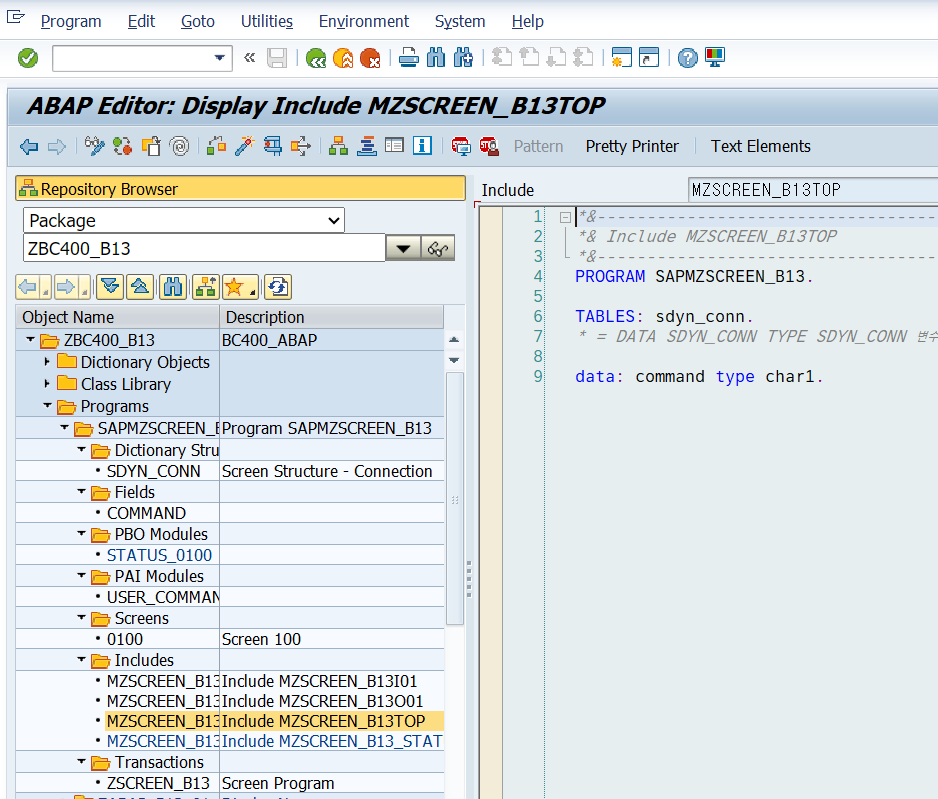 Program Edit Goto Utilities Environment System Help
ABAP Editor: Display Include MZSCREEN_B13TOP
Pattern Pretty Printer Text Elements
Repository Browser
Package
ZBC400_B13
Object Name Description
ZBC400_B13 BC400_ABAP
Dictionary Objects
Class Library
Programs
SAPMZSCREEN_E Program SAPMZSCREEN_B13
Dictionary Stru
SDYN_CONN Screen Structure - Connection
Fields
COMMAND
PBO Modules
STATUS_0100
PAI Modules
USER_COMMAN
Screens
0100 Screen 100
Includes
MZSCREEN_B13 Include MZSCREEN_B13I01
MZSCREEN_B13 Include MZSCREEN_B13O01
MZSCREEN_B13 Include MZSCREEN_B13TOP
MZSCREEN_B13 Include MZSCREEN_B13_STAT
Transactions
ZSCREEN_B13 Screen Program
Include MZSCREEN_B13TOP
1 *&---------------------------------
2 *& Include MZSCREEN_B13TOP
3 *&---------------------------------
4 PROGRAM SAPMZSCREEN_B13.
5
6 TABLES: sdyn_conn.
7 * = DATA SDYN_CONN TYPE SDYN_CONN 변수
8
9 data: command type char1.